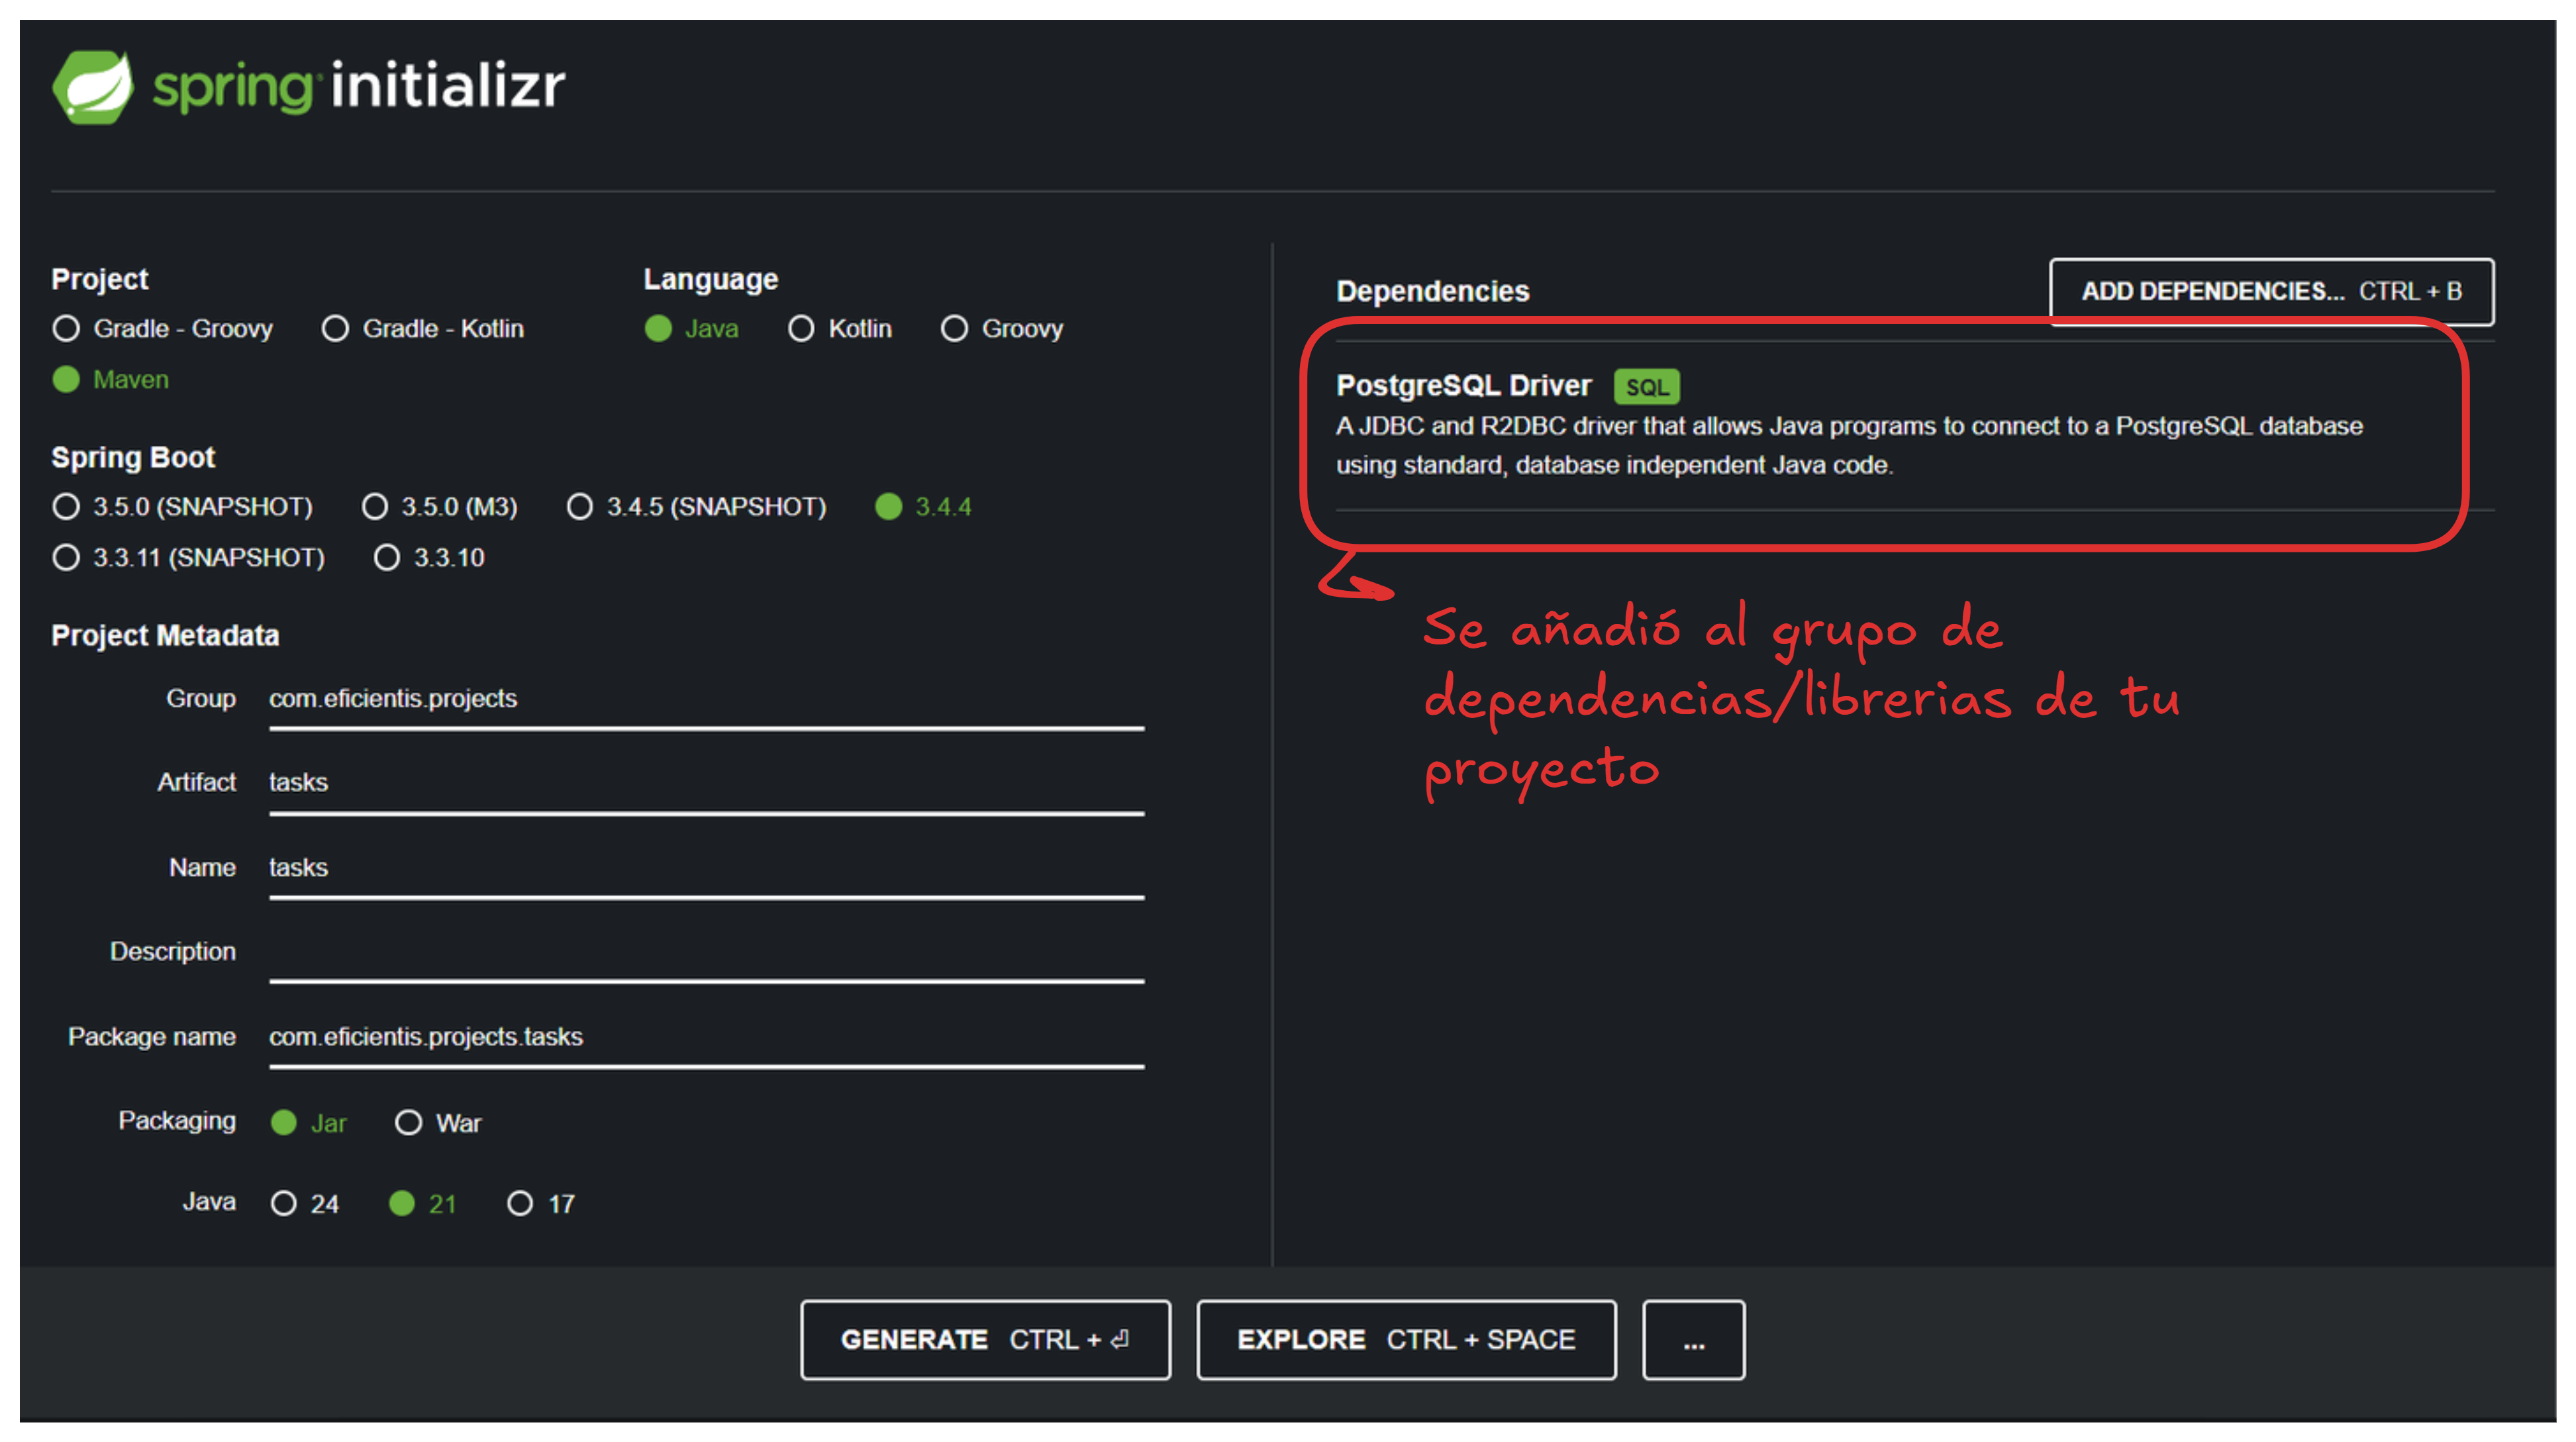 spring initializr
Project
Gradle - Groovy
Gradle - Kotlin
Maven
Language
Java
Kotlin
Groovy
Spring Boot
3.5.0 (SNAPSHOT)
3.5.0 (M3)
3.4.5 (SNAPSHOT)
3.4.4
3.3.11 (SNAPSHOT)
3.3.10
Project Metadata
Group com.eficientis.projects
Artifact tasks
Name tasks
Description
Package name com.eficientis.projects.tasks
Packaging Jar War
Java 24 21 17
Dependencies
ADD DEPENDENCIES... CTRL + B
PostgreSQL Driver SQL
A JDBC and R2DBC driver that allows Java programs to connect to a PostgreSQL database
using standard, database independent Java code.
Se añadió al grupo de
dependencias/librerias de tu
proyecto
GENERATE CTRL + ⏎
EXPLORE CTRL + SPACE
...